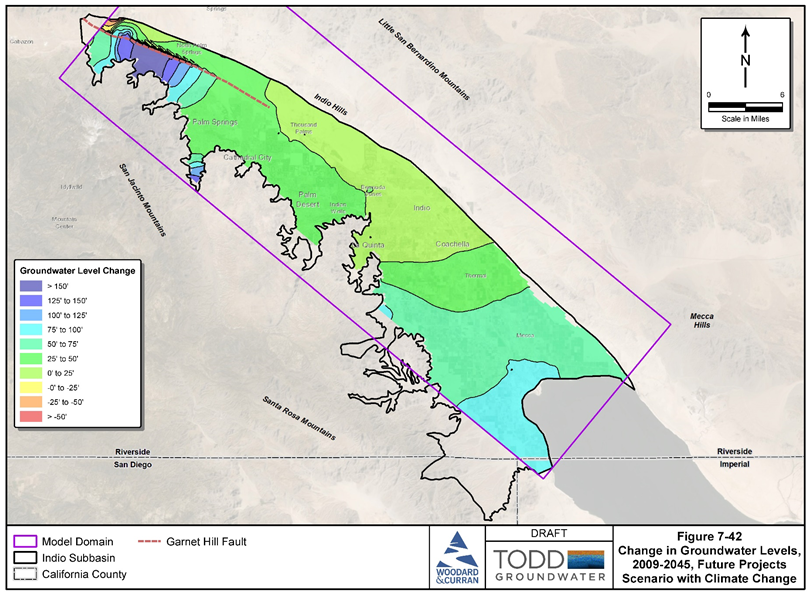 Little San Bernardino Mountains
N
0 6
Scale in Miles
Indio Hills
Thousand
Palms
Palm Springs
Cathedral City
San Jacinto Mountains
Palm
Desert
Indio
Quinta
Coachella
Mecca
Hills
Santa Rosa Mountains
Groundwater Level Change
> 150'
125' to 150'
100' to 125'
75' to 100'
50' to 75'
25' to 50'
0' to 25'
-0' to -25'
-25' to -50'
> -50'
Riverside
San Diego
Riverside
Imperial
Model Domain
Garnet Hill Fault
Indio Subbasin
California County
WOODARD
&CURRAN
DRAFT
TODD
GROUNDWATER
Figure 7-42
Change in Groundwater Levels,
2009-2045, Future Projects
Scenario with Climate Change